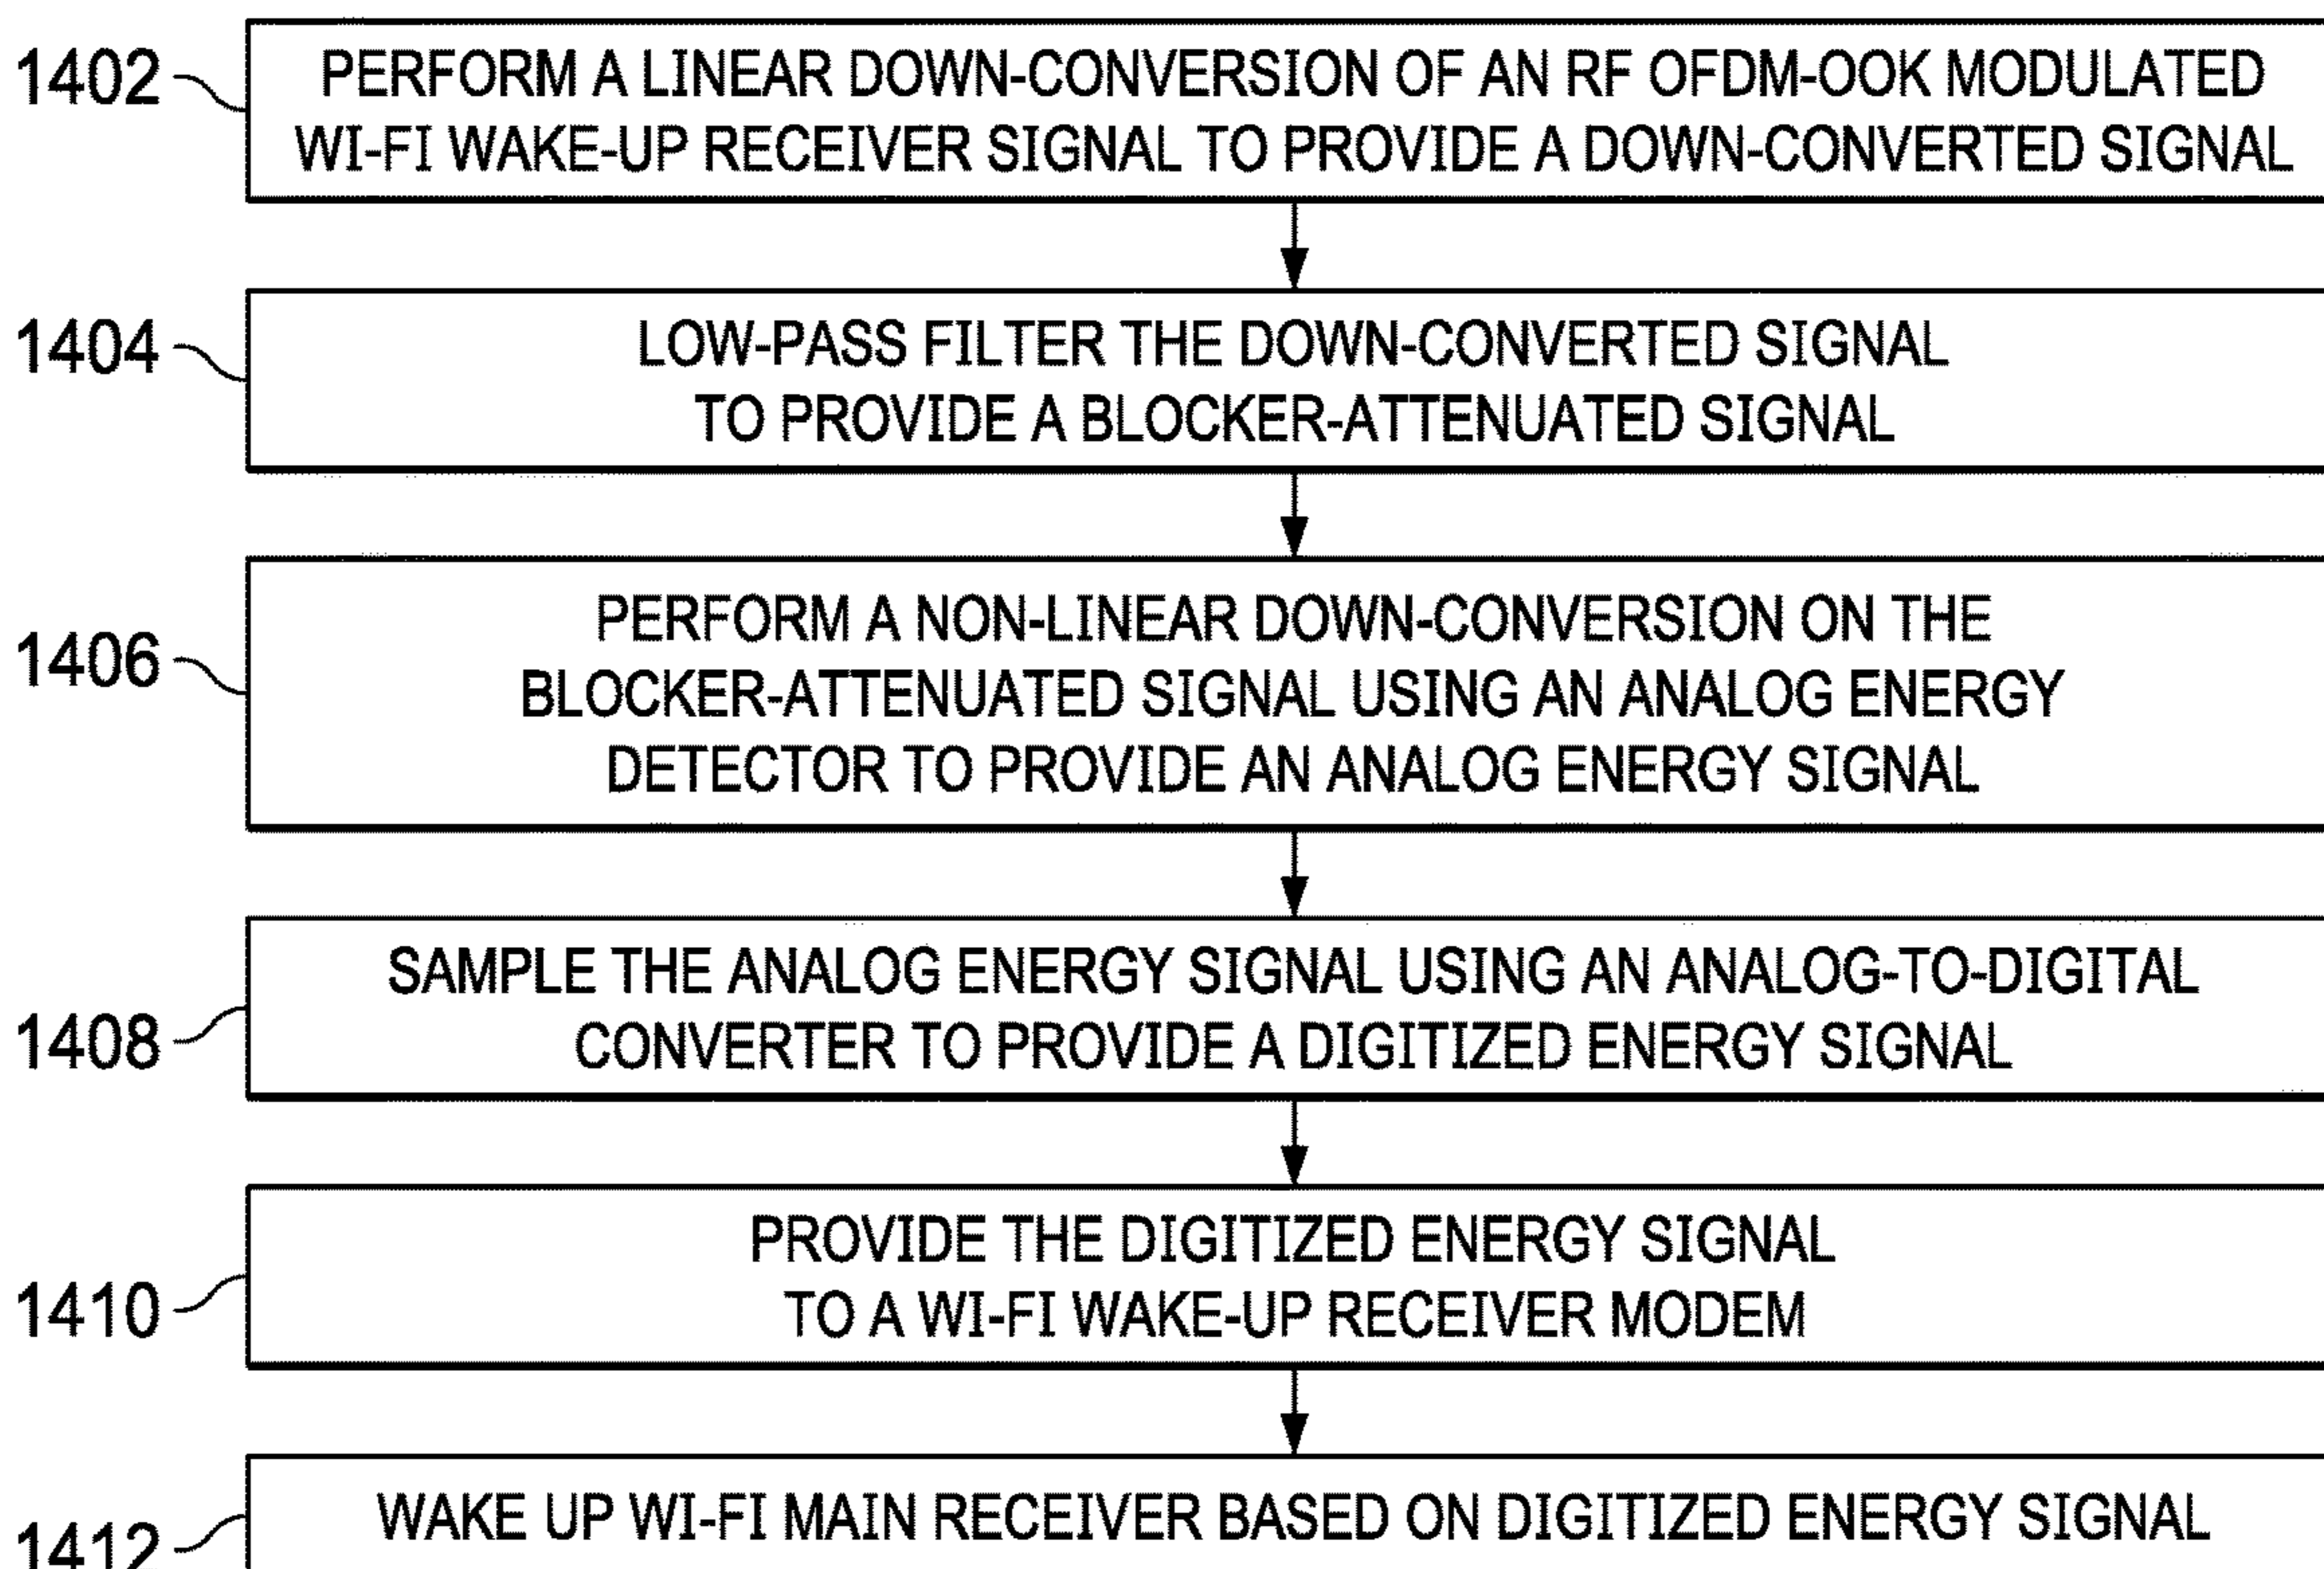 1402
PERFORM A LINEAR DOWN-CONVERSION OF AN RF OFDM-OOK MODULATED
WI-FI WAKE-UP RECEIVER SIGNAL TO PROVIDE A DOWN-CONVERTED SIGNAL
1404
LOW-PASS FILTER THE DOWN-CONVERTED SIGNAL
TO PROVIDE A BLOCKER-ATTENUATED SIGNAL
1406
PERFORM A NON-LINEAR DOWN-CONVERSION ON THE
BLOCKER-ATTENUATED SIGNAL USING AN ANALOG ENERGY
DETECTOR TO PROVIDE AN ANALOG ENERGY SIGNAL
1408
SAMPLE THE ANALOG ENERGY SIGNAL USING AN ANALOG-TO-DIGITAL
CONVERTER TO PROVIDE A DIGITIZED ENERGY SIGNAL
1410
PROVIDE THE DIGITIZED ENERGY SIGNAL
TO A WI-FI WAKE-UP RECEIVER MODEM
1412
WAKE UP WI-FI MAIN RECEIVER BASED ON DIGITIZED ENERGY SIGNAL